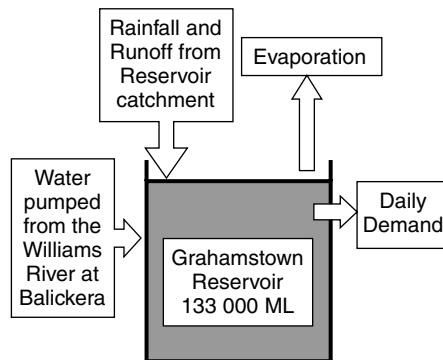 Rainfall and
Runoff from
Reservoir
catchment
Evaporation
Water
pumped
from the
Williams
River at
Balickera
Daily
Demand
Grahamstown
Reservoir
133 000 ML